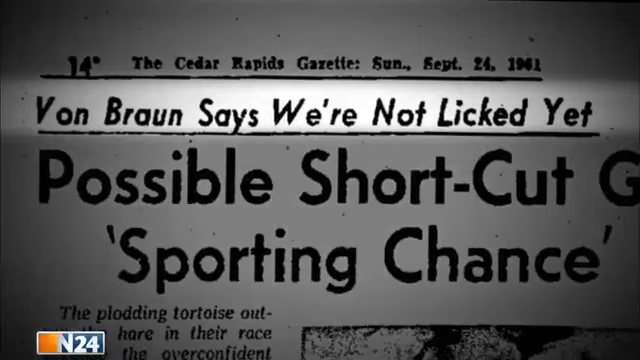 14* The Cedar Rapids Gazette: Sun., Sept. 24, 1961
Von Braun Says We're Not Licked Yet
Possible Short-Cut G
'Sporting Chance'
The plodding tortoise out-
hare in their race
the overconfident
N24